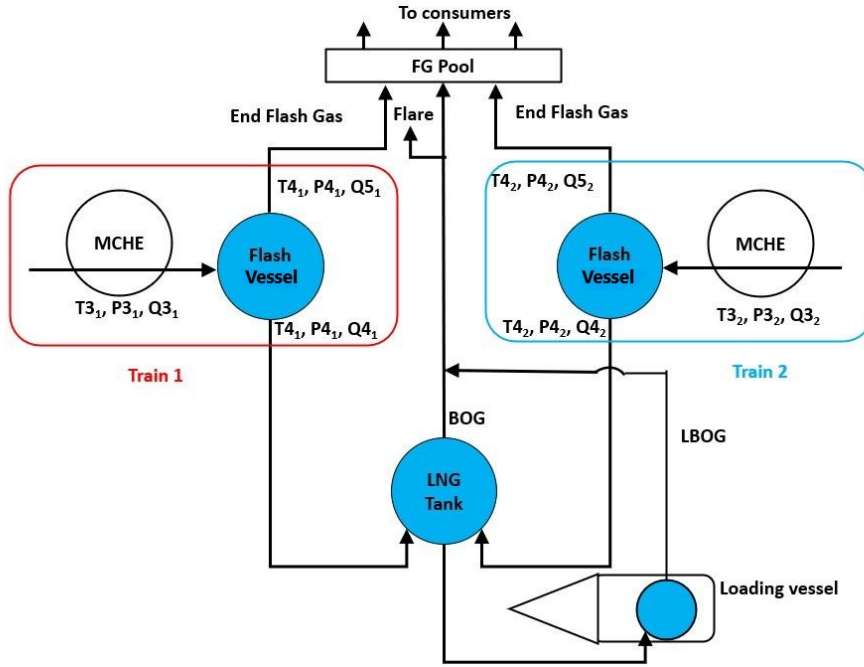 To consumers
FG Pool
End Flash Gas
Flare
End Flash Gas
T4₁, P4₁, Q5₁
T4₂, P4₂, Q5₂
MCHE
Flash
Vessel
Flash
Vessel
MCHE
T3₁, P3₁, Q3₁
T3₂, P3₂, Q3₂
T4₁, P4₁, Q4₁
T4₂, P4₂, Q4₂
Train 1
Train 2
BOG
LBOG
LNG
Tank
Loading vessel